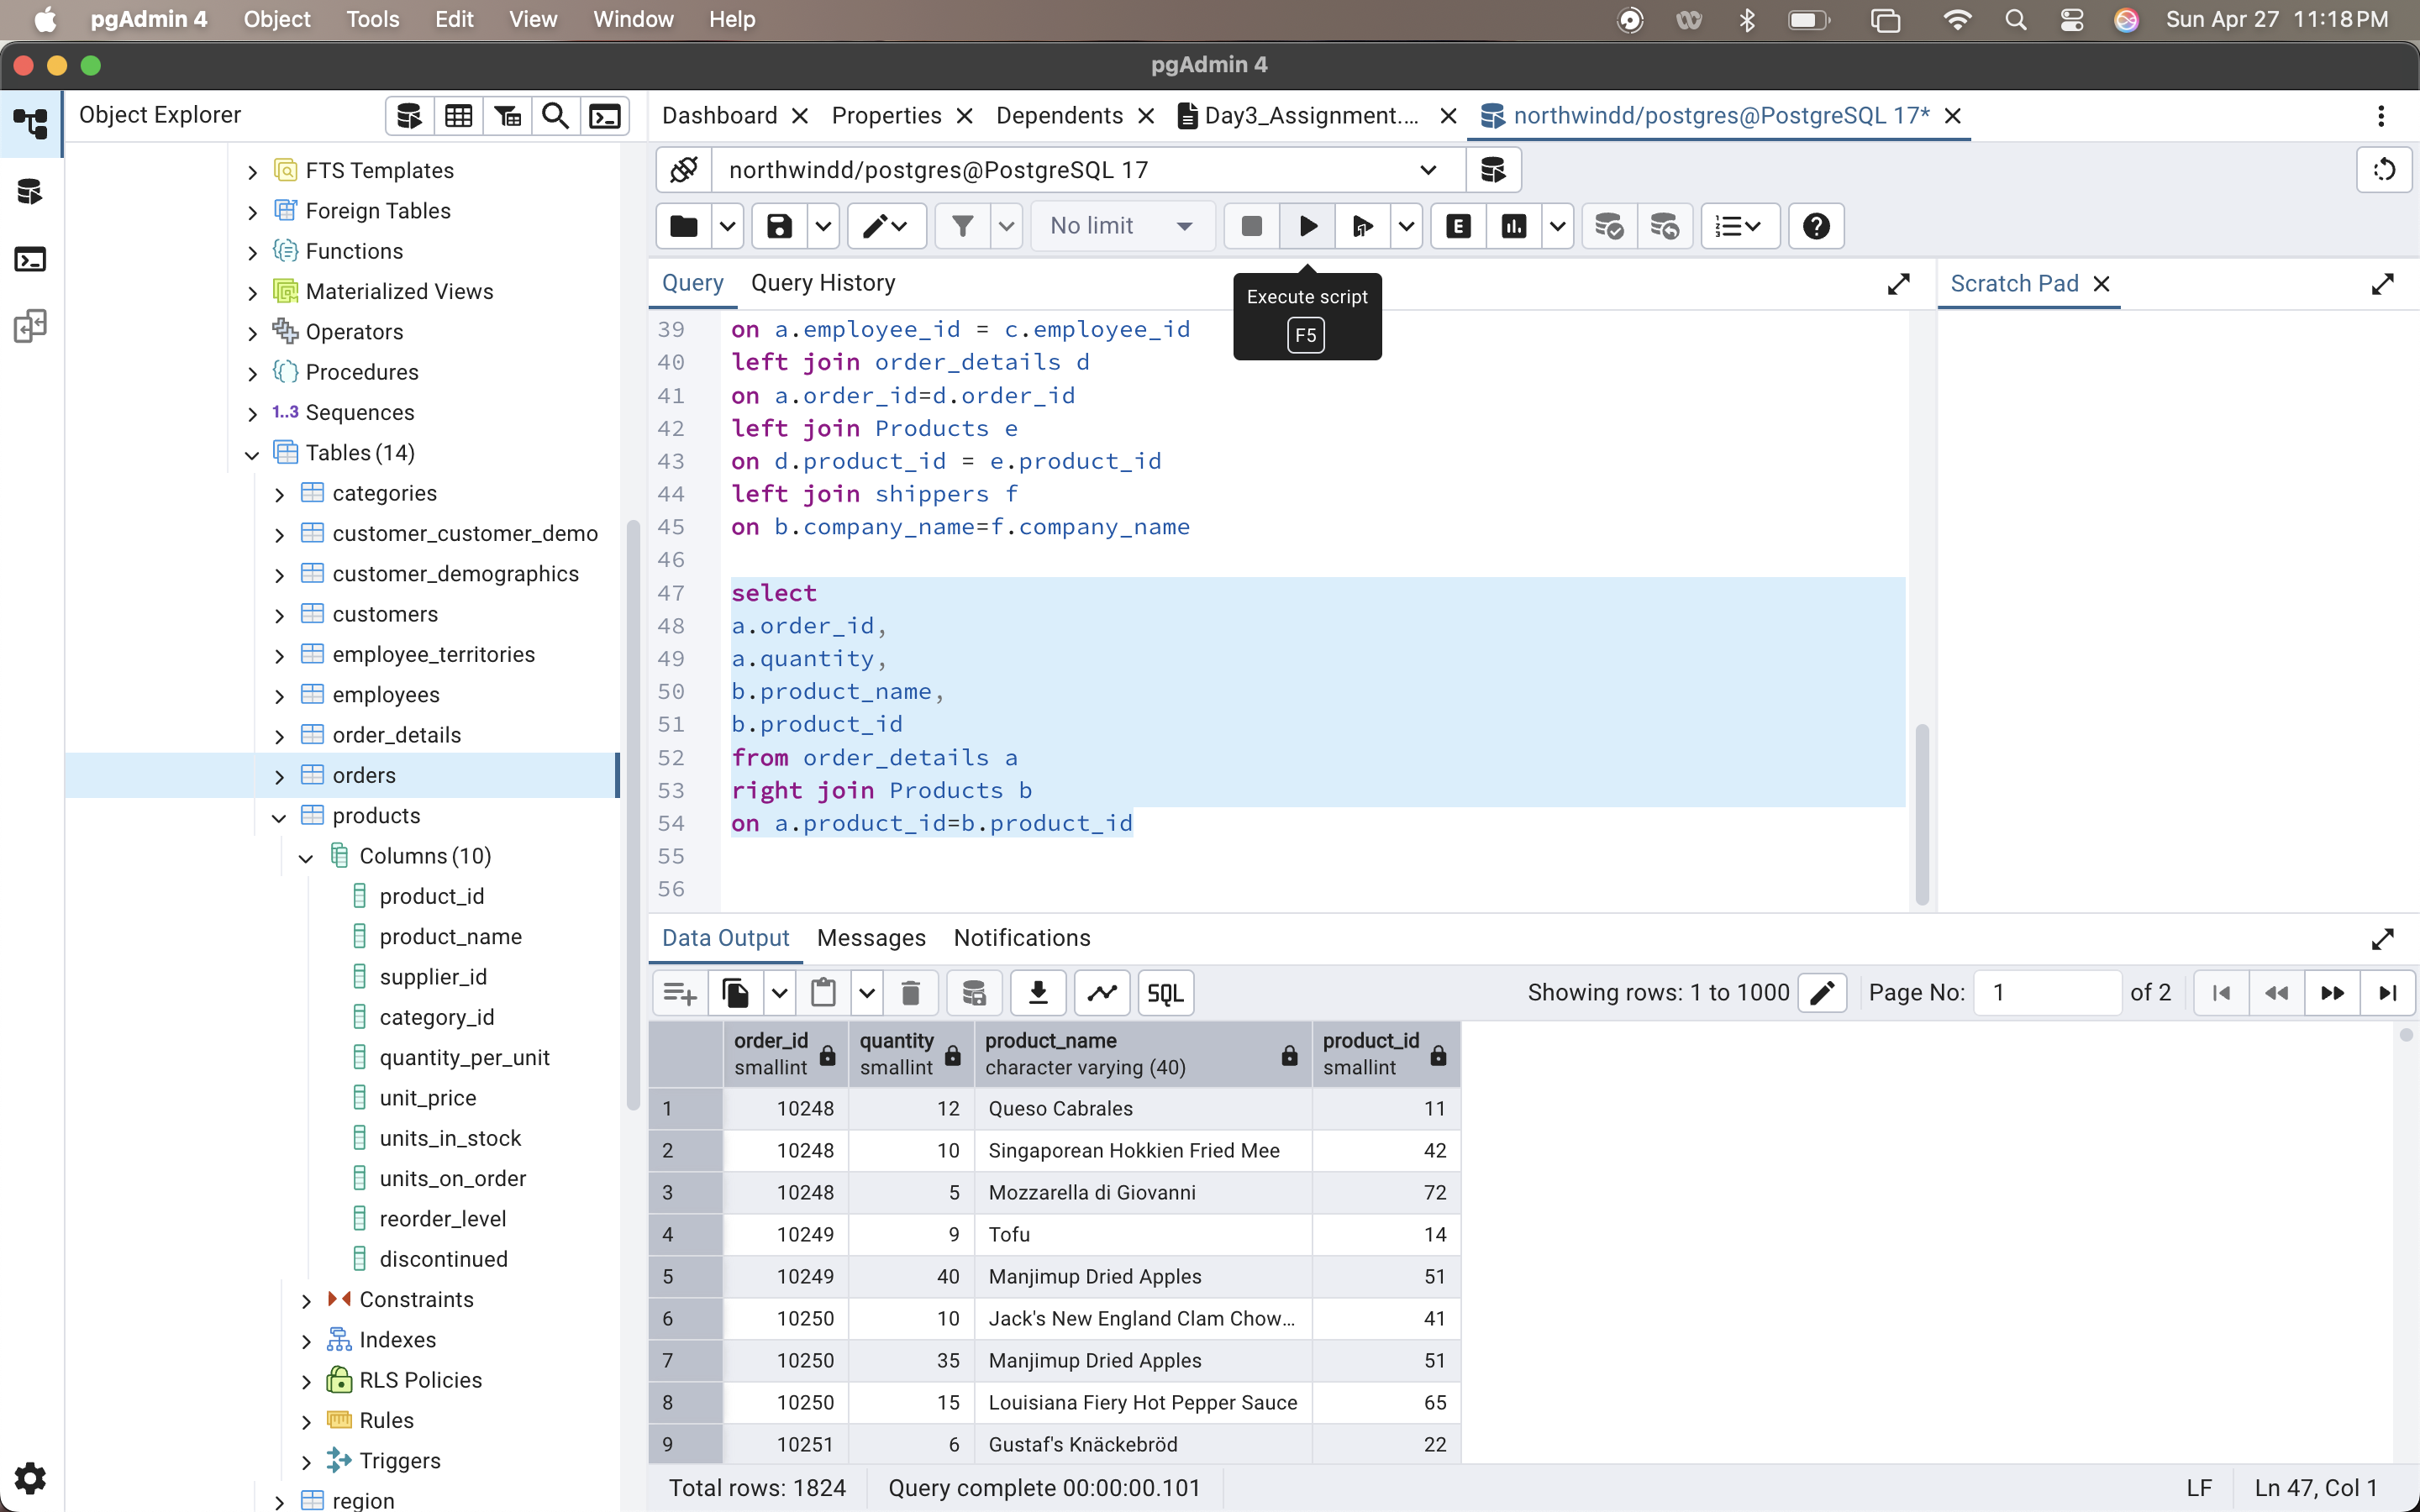 pgAdmin 4 Object Tools Edit View Window Help Sun Apr 27 11:18 PM
pgAdmin 4
Object Explorer
FTS Templates
Foreign Tables
Functions
Materialized Views
Operators
Procedures
1..3 Sequences
Tables (14)
categories
customer_customer_demo
customer_demographics
customers
employee_territories
employees
order_details
orders
products
Columns (10)
product_id
product_name
supplier_id
category_id
quantity_per_unit
unit_price
units_in_stock
units_on_order
reorder_level
discontinued
Constraints
Indexes
RLS Policies
Rules
Triggers
region
Dashboard Properties Dependents Day3_Assignment.... northwindd/postgres@PostgreSQL 17*
northwindd/postgres@PostgreSQL 17
No limit E
Query Query History
Execute script
F5
Scratch Pad
39 on a.employee_id = c.employee_id
40 left join order_details d
41 on a.order_id=d.order_id
42 left join Products e
43 on d.product_id = e.product_id
44 left join shippers f
45 on b.company_name=f.company_name
46
47 select
48 a.order_id,
49 a.quantity,
50 b.product_name,
51 b.product_id
52 from order_details a
53 right join Products b
54 on a.product_id=b.product_id
55
56
Data Output Messages Notifications
SQL Showing rows: 1 to 1000 Page No: 1 of 2
order_id quantity product_name product_id
smallint smallint character varying (40) smallint
1 10248 12 Queso Cabrales 11
2 10248 10 Singaporean Hokkien Fried Mee 42
3 10248 5 Mozzarella di Giovanni 72
4 10249 9 Tofu 14
5 10249 40 Manjimup Dried Apples 51
6 10250 10 Jack's New England Clam Chow... 41
7 10250 35 Manjimup Dried Apples 51
8 10250 15 Louisiana Fiery Hot Pepper Sauce 65
9 10251 6 Gustaf's Knäckebröd 22
Total rows: 1824 Query complete 00:00:00.101 LF Ln 47, Col 1